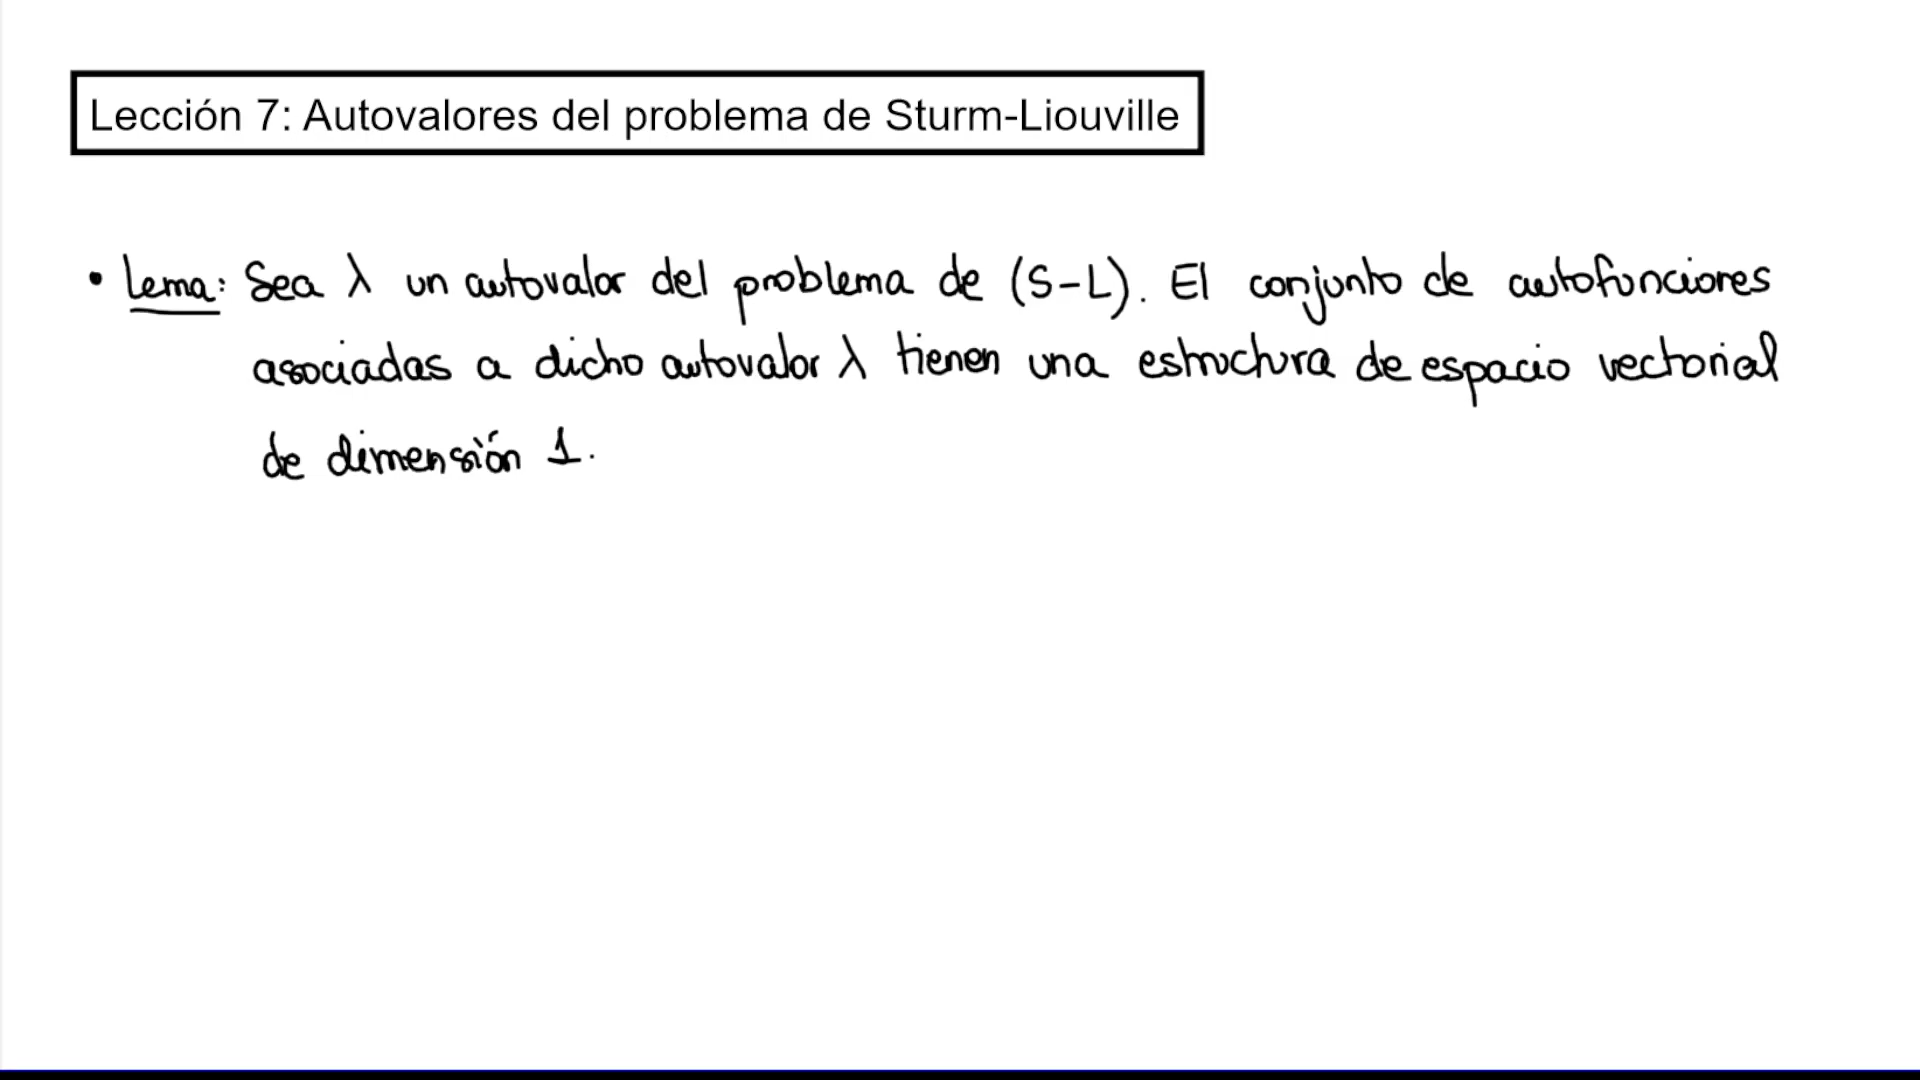 Lección 7: Autovalores del problema de Sturm-Liouville
• Lema: Sea λ un autovalor del problema de (S-L). El conjunto de autofunciones
asociadas a dicho autovalor λ tienen una estructura de espacio vectorial
de dimensión 1.